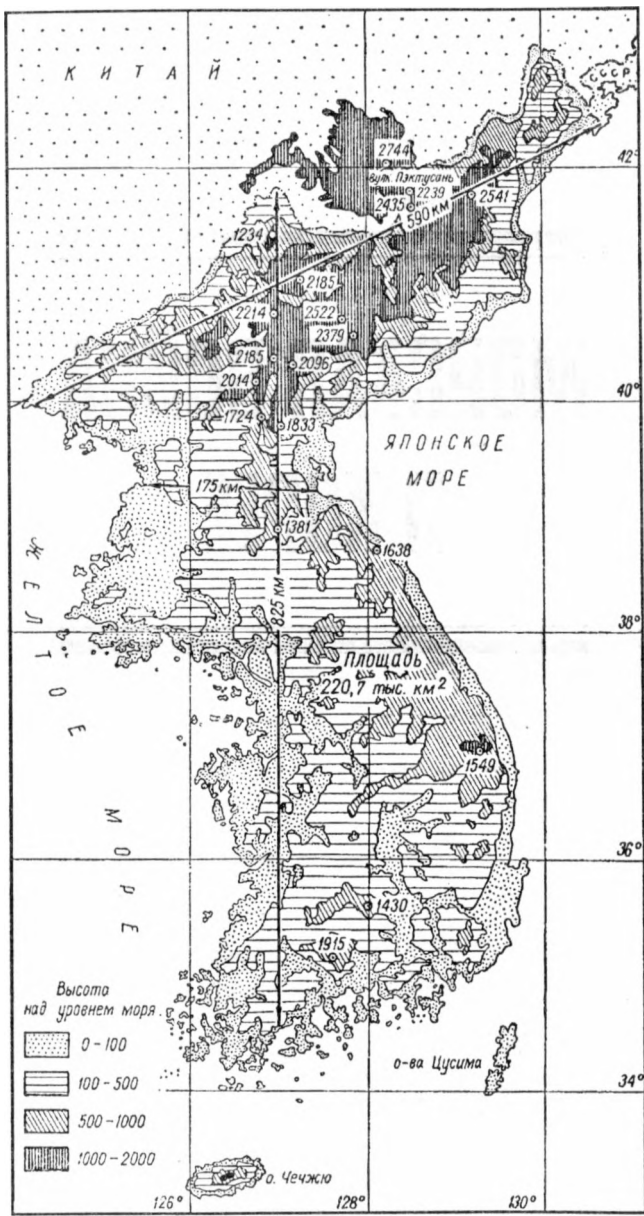 КИТАЙ
СССР
42°
2744
вулк. Пэктусань
2239
2435
2541
590 км
1234
2185
2214
2522
2379
2185
2096
2014
40°
1724
1833
ЯПОНСКОЕ
МОРЕ
175 км
1381
1638
825 км
ЖЕЛТОЕ
МОРЕ
38°
Площадь
220,7 тыс. км²
1549
36°
1430
1915
Высота
над уровнем моря
0-100
100-500
500-1000
1000-2000
о-ва Цусима
34°
о. Чечжю
126°
128°
130°